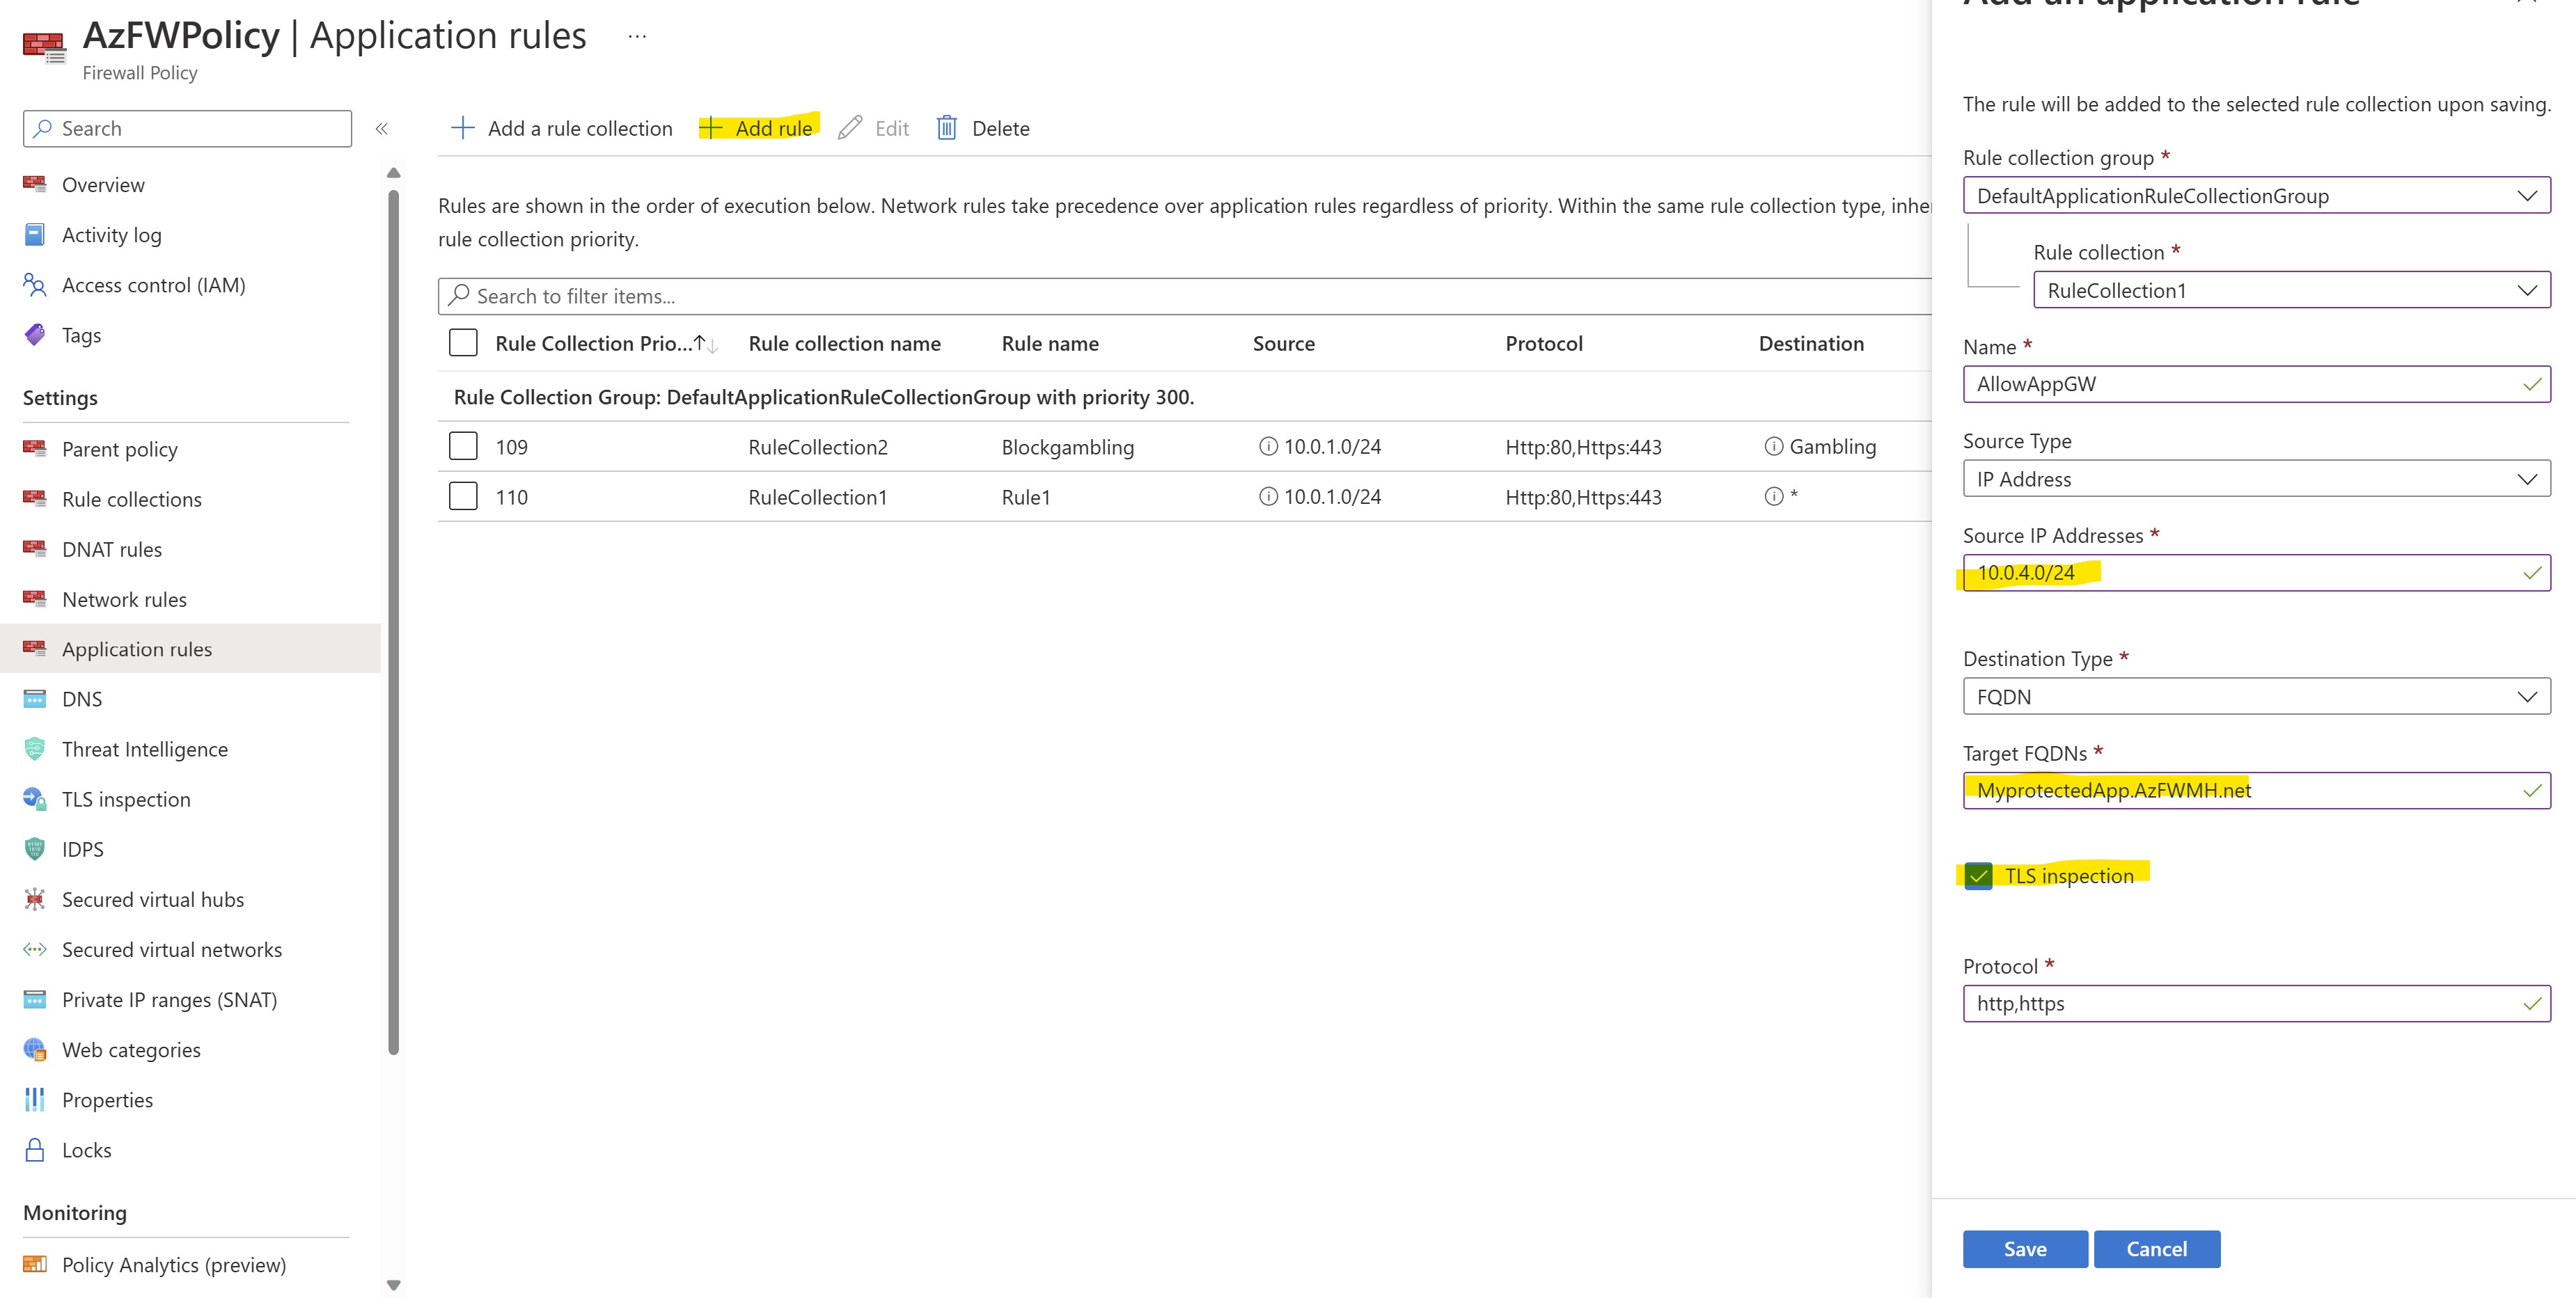 AzFWPolicy | Application rules ...
Firewall Policy
Search
Overview
Activity log
Access control (IAM)
Tags
Settings
Parent policy
Rule collections
DNAT rules
Network rules
Application rules
DNS
Threat Intelligence
TLS inspection
IDPS
Secured virtual hubs
Secured virtual networks
Private IP ranges (SNAT)
Web categories
Properties
Locks
Monitoring
Policy Analytics (preview)
Add a rule collection Add rule Edit Delete
Rules are shown in the order of execution below. Network rules take precedence over application rules regardless of priority. Within the same rule collection type, inher
rule collection priority.
Search to filter items...
Rule Collection Prio... Rule collection name Rule name Source Protocol Destination
Rule Collection Group: DefaultApplicationRuleCollectionGroup with priority 300.
109 RuleCollection2 Blockgambling 10.0.1.0/24 Http:80,Https:443 Gambling
110 RuleCollection1 Rule1 10.0.1.0/24 Http:80,Https:443 *
Add an application rule
The rule will be added to the selected rule collection upon saving.
Rule collection group *
DefaultApplicationRuleCollectionGroup
Rule collection *
RuleCollection1
Name *
AllowAppGW
Source Type
IP Address
Source IP Addresses *
10.0.4.0/24
Destination Type *
FQDN
Target FQDNs *
MyprotectedApp.AzFWMH.net
TLS inspection
Protocol *
http,https
Save Cancel